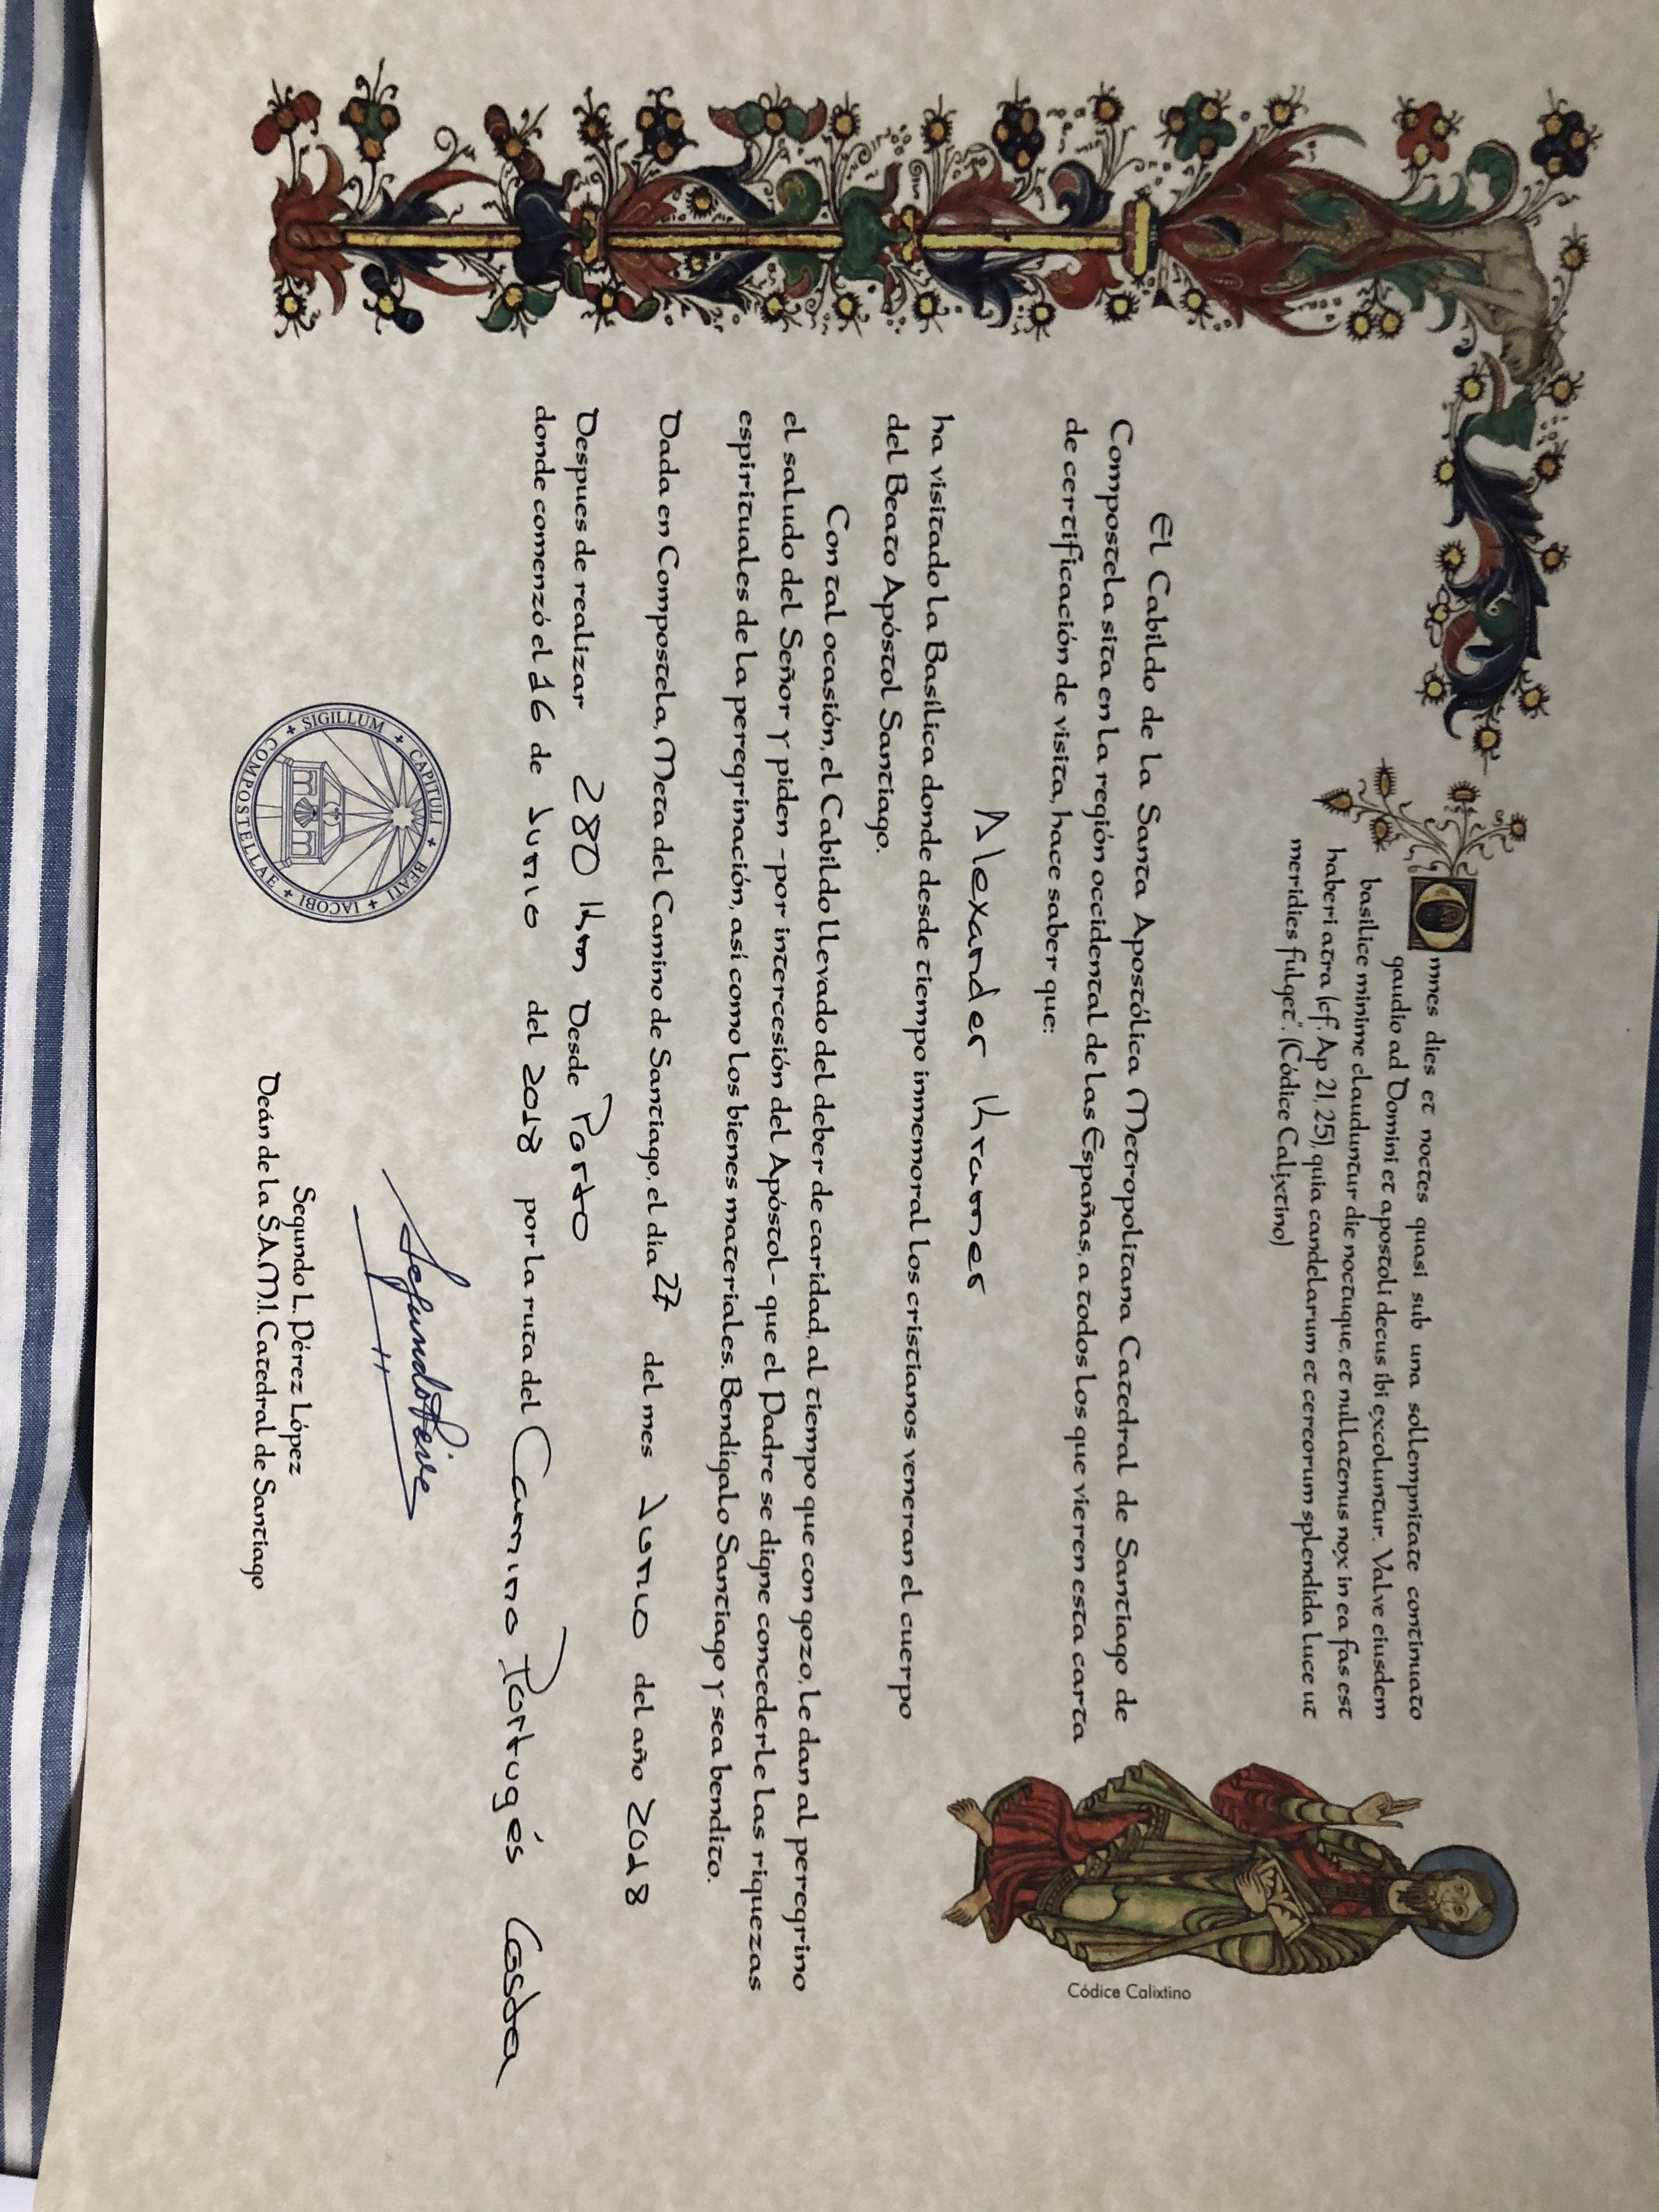 Omnes dies et noctes quasi sub una sollempnitate continuato
gaudio ad Domini et apostoli decus ibi excoluntur. Valve eiusdem
basilice minime clauduntur die noctuque, et nullatenus nox in ea fas est
haberi atra (cf. Ap 21, 25), quia candelarum et cereorum splendida luce ut
meridies fulget". (Códice Calixtino)
El Cabildo de la Santa Apostólica Metropolitana Catedral de Santiago de
Compostela sita en la región occidental de las Españas, a todos los que vieren esta carta
de certificación de visita, hace saber que:
Alexander Kramer
ha visitado la Basílica donde desde tiempo inmemoral los cristianos veneran el cuerpo
del Beato Apóstol Santiago.
Con tal ocasión, el Cabildo llevado del deber de caridad, al tiempo que con gozo, le dan al peregrino
el saludo del Señor y piden -por intercesión del Apóstol- que el Padre se digne concederle las riquezas
espirituales de la peregrinación, así como los bienes materiales. Bendígalo Santiago y sea bendito.
Dada en Compostela, Meta del Camino de Santiago, el día 27 del mes Junio del año 2018
Despues de realizar 280 Km Desde Porto
donde comenzó el 16 de Junio del 2018 por la ruta del Camino Portugés Costa
SIGILLUM + CAPITULI + BEATI + IACOBI + COMPOSTELLAE +
Segundo L. Pérez López
Deán de la S.A.M.I. Catedral de Santiago
Códice Calixtino